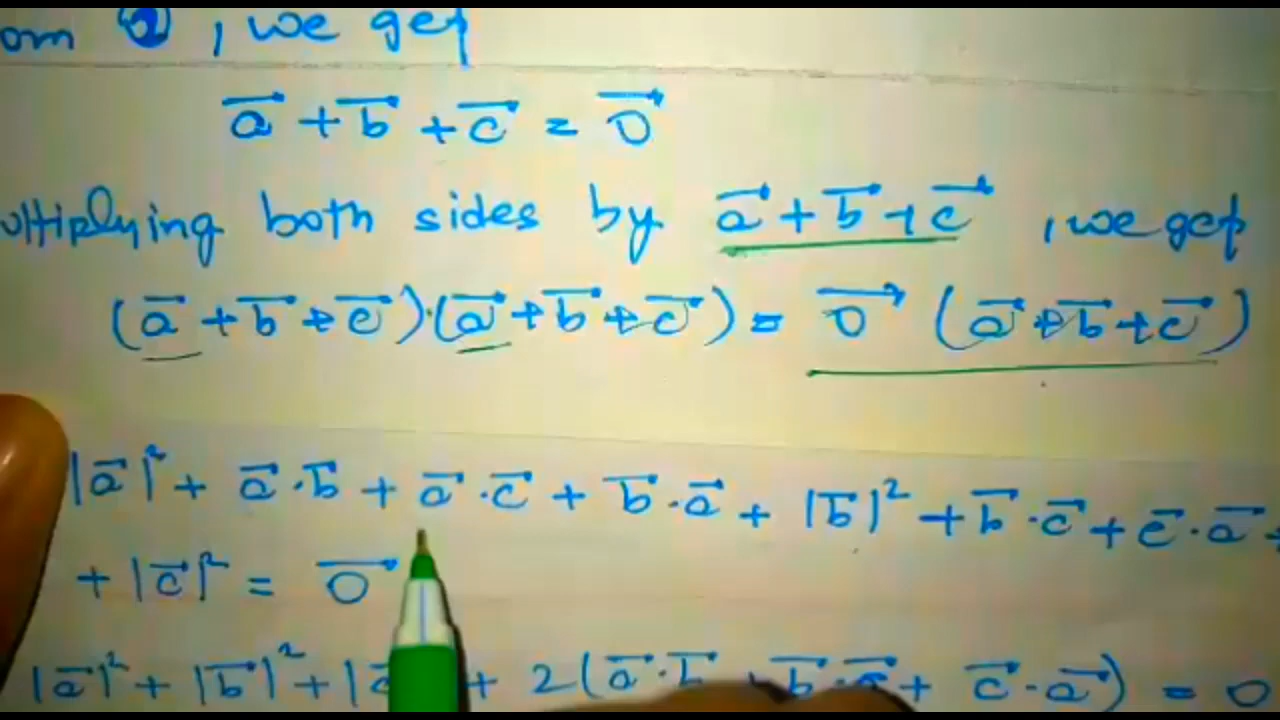 om ②, we get
a⃗ + b⃗ + c⃗ = 0⃗
ultiplying both sides by a⃗ + b⃗ + c⃗, we get
(a⃗ + b⃗ + c⃗)·(a⃗ + b⃗ + c⃗) = 0⃗ (a⃗ + b⃗ + c⃗)
|a⃗|² + a⃗·b⃗ + a⃗·c⃗ + b⃗·a⃗ + |b⃗|² + b⃗·c⃗ + c⃗·a⃗ +
+ |c⃗|² = 0⃗
|a⃗|² + |b⃗|² + | + 2(a⃗·b⃗ + b⃗· + c⃗·a⃗) = 0